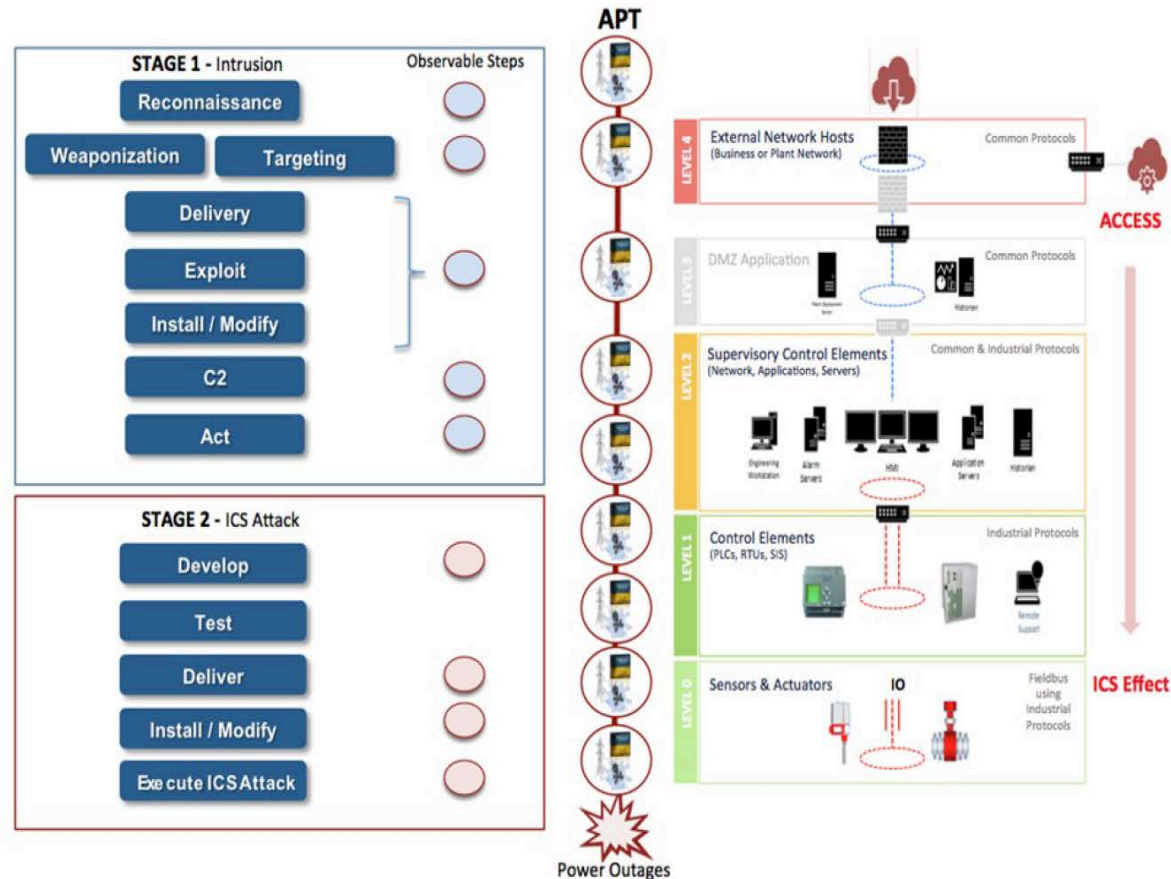 APT
STAGE 1 - Intrusion
Observable Steps
Reconnaissance
Weaponization
Targeting
Delivery
Exploit
Install / Modify
C2
Act
STAGE 2 - ICS Attack
Develop
Test
Deliver
Install / Modify
Execute ICS Attack
Power Outages
LEVEL 4
External Network Hosts
(Business or Plant Network)
Common Protocols
ACCESS
LEVEL 3
DMZ Application
Common Protocols
Server
Historian
LEVEL 2
Supervisory Control Elements
(Network, Applications, Servers)
Common & Industrial Protocols
Engineering
Workstation
Alarm
Servers
HMI
Application
Servers
Historian
LEVEL 1
Control Elements
(PLCs, RTUs, SIS)
Industrial Protocols
Remote
Support
LEVEL 0
Sensors & Actuators
IO
Fieldbus
using
Industrial
Protocols
ICS Effect